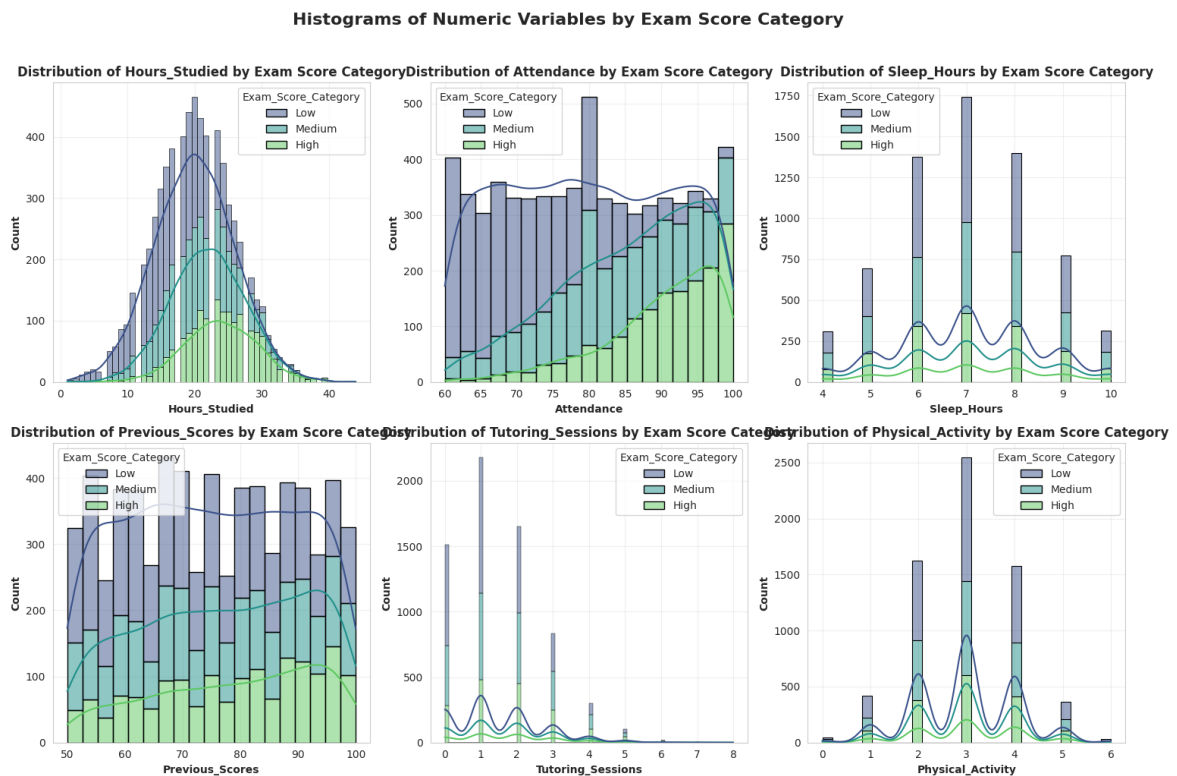 Histograms of Numeric Variables by Exam Score Category
Distribution of Hours_Studied by Exam Score Category
Exam_Score_Category
Low
Medium
High
Count
400
300
200
100
0
0 10 20 30 40
Hours_Studied
Distribution of Attendance by Exam Score Category
Exam_Score_Category
Low
Medium
High
Count
500
400
300
200
100
0
60 65 70 75 80 85 90 95 100
Attendance
Distribution of Sleep_Hours by Exam Score Category
Exam_Score_Category
Low
Medium
High
Count
1750
1500
1250
1000
750
500
250
0
4 5 6 7 8 9 10
Sleep_Hours
Distribution of Previous_Scores by Exam Score Category
Exam_Score_Category
Low
Medium
High
Count
400
300
200
100
0
50 60 70 80 90 100
Previous_Scores
Distribution of Tutoring_Sessions by Exam Score Category
Exam_Score_Category
Low
Medium
High
Count
2000
1500
1000
500
0
0 1 2 3 4 5 6 7 8
Tutoring_Sessions
Distribution of Physical_Activity by Exam Score Category
Exam_Score_Category
Low
Medium
High
Count
2500
2000
1500
1000
500
0
0 1 2 3 4 5 6
Physical_Activity